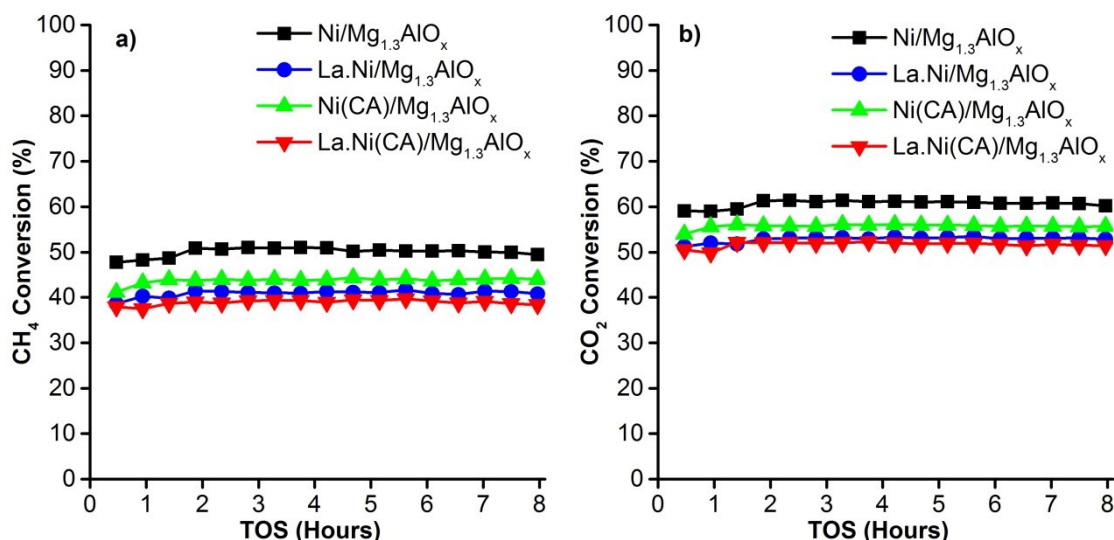 a)
Ni/Mg1.3AlOx
La.Ni/Mg1.3AlOx
Ni(CA)/Mg1.3AlOx
La.Ni(CA)/Mg1.3AlOx
CH4 Conversion (%)
100
90
80
70
60
50
40
30
20
10
0
0 1 2 3 4 5 6 7 8
TOS (Hours)
b)
Ni/Mg1.3AlOx
La.Ni/Mg1.3AlOx
Ni(CA)/Mg1.3AlOx
La.Ni(CA)/Mg1.3AlOx
CO2 Conversion (%)
100
90
80
70
60
50
40
30
20
10
0
0 1 2 3 4 5 6 7 8
TOS (Hours)